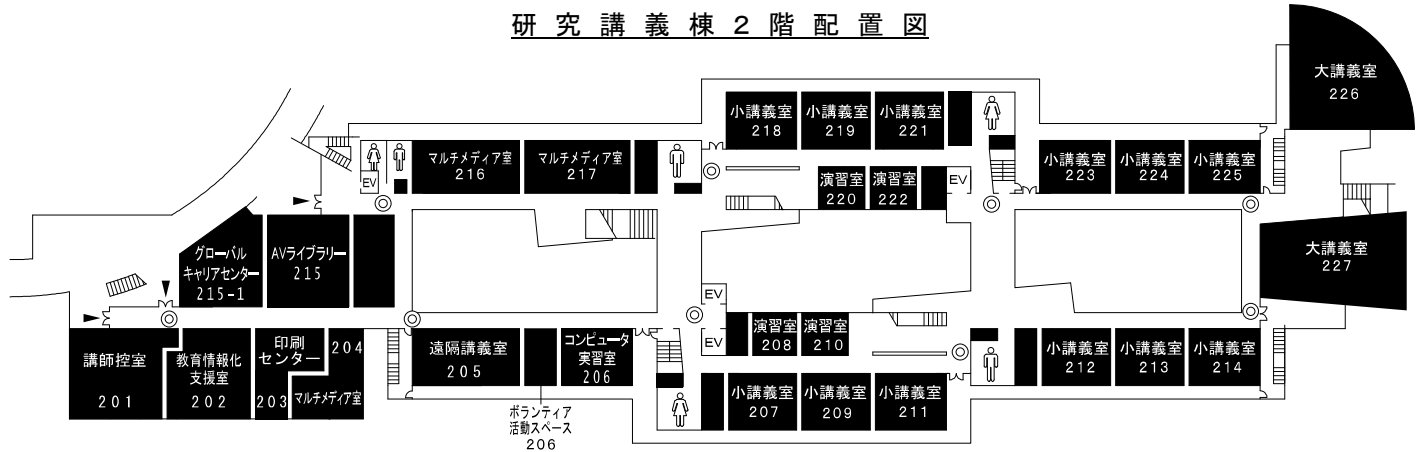 研究講義棟２階配置図
大講義室
226
小講義室
218
小講義室
219
小講義室
221
マルチメディア室
216
マルチメディア室
217
小講義室
223
小講義室
224
小講義室
225
EV
演習室
220
演習室
222
EV
グローバル
キャリアセンター
215-1
AVライブラリー
215
大講義室
227
EV
EV
演習室
208
演習室
210
講師控室
201
教育情報化
支援室
202
印刷
センター
203
204
マルチメディア室
遠隔講義室
205
コンピュータ
実習室
206
小講義室
212
小講義室
213
小講義室
214
小講義室
207
小講義室
209
小講義室
211
ボランティア
活動スペース
206